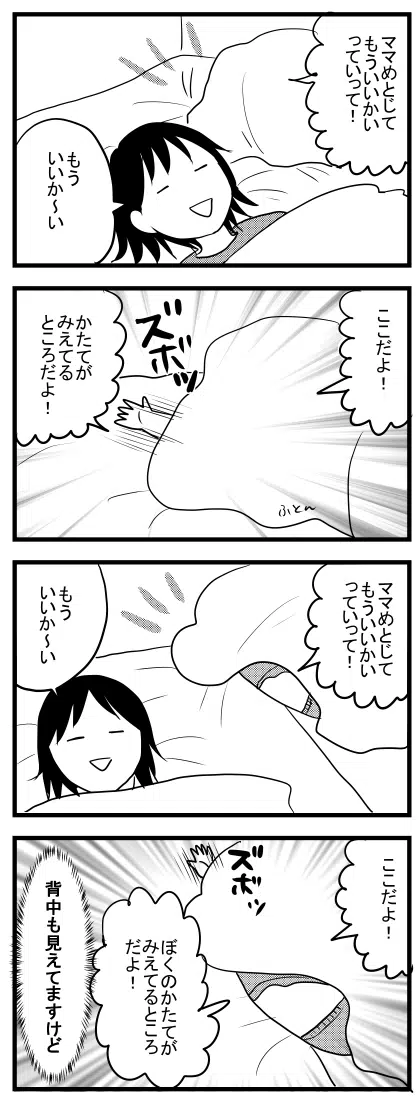 ママめとじて
もういいかい
っていって！
もう
いいか〜い
ここだよ！
ズボッ
かたてが
みえてる
ところだよ！
ふとん
ママめとじて
もういいかい
っていって！
もう
いいか〜い
ここだよ！
ズボッ
ぼくのかたてが
みえてるところ
だよ！
背中も見えてますけど